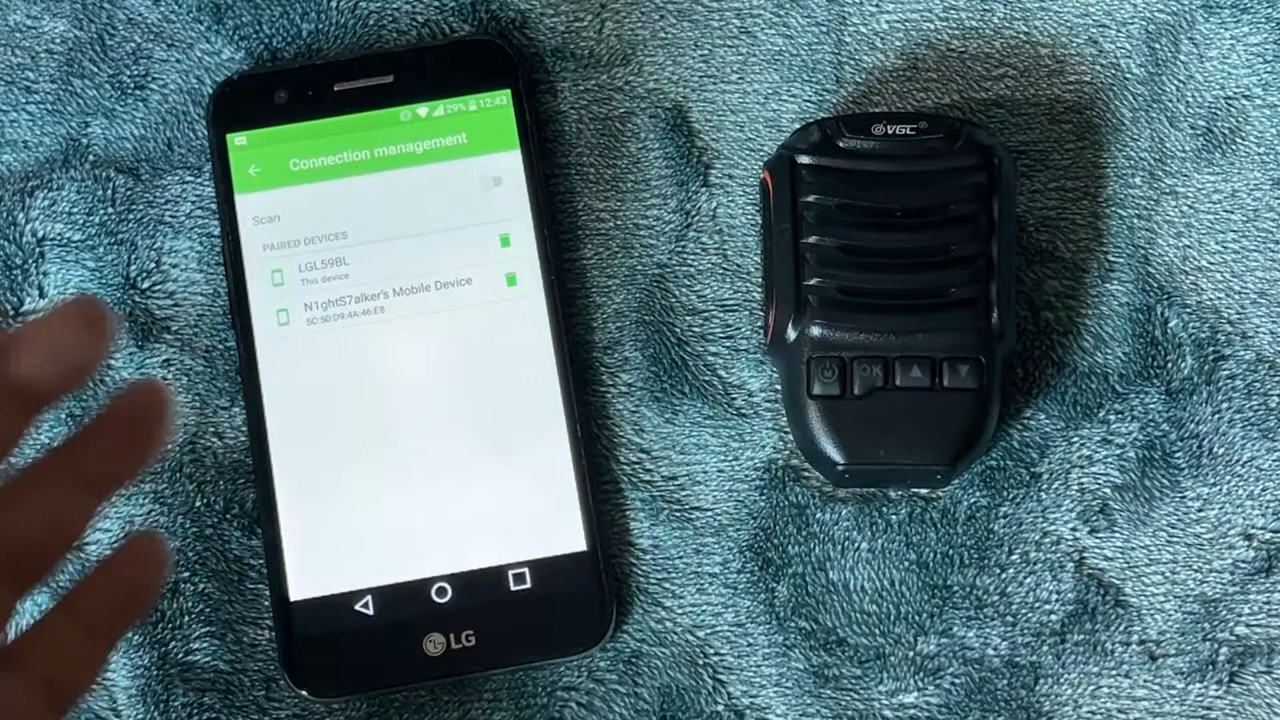 29% 12:43
Connection management
Scan
PAIRED DEVICES
LGL59BL
This device
N1ghtS7alker's Mobile Device
5C:50:D9:4A:46:E8
LG
VGC
OK